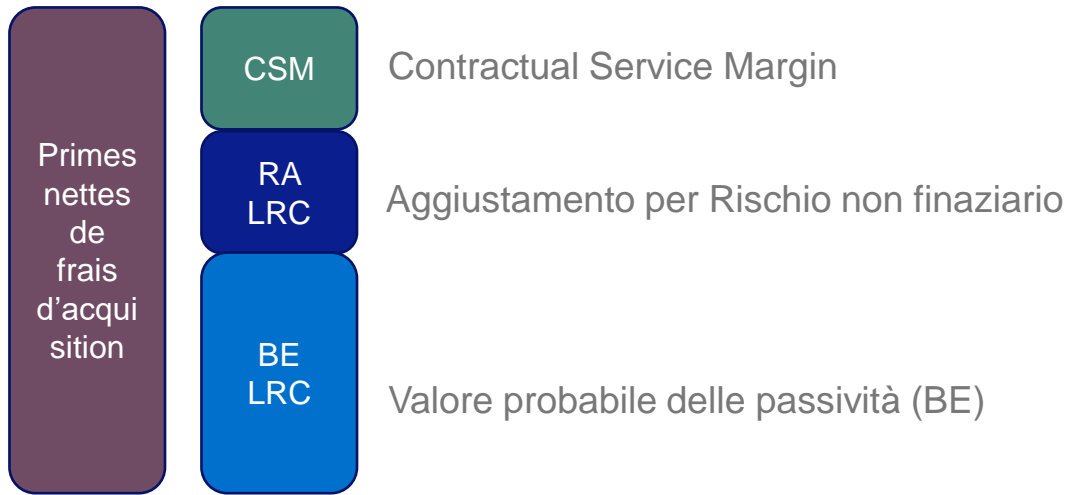 Primes
nettes
de
frais
d'acqui
sition
CSM
Contractual Service Margin
RA
LRC
Aggiustamento per Rischio non finaziario
BE
LRC
Valore probabile delle passività (BE)